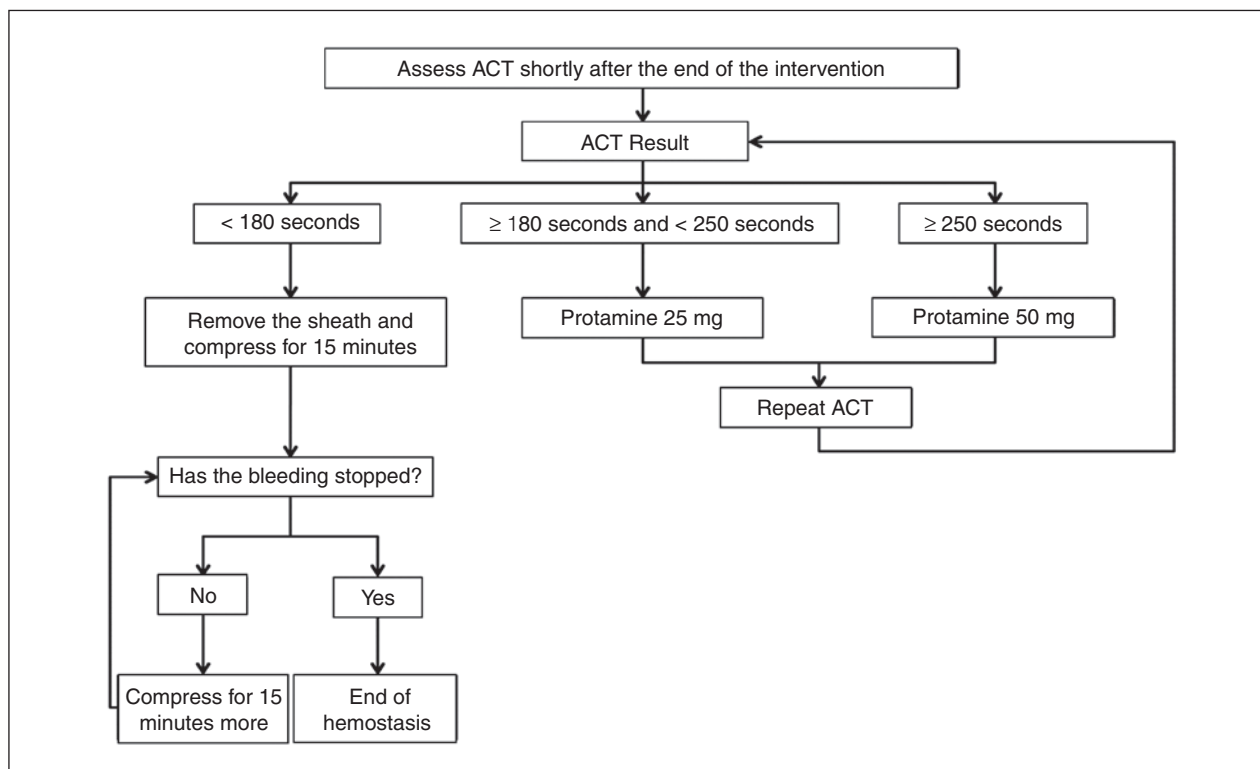 Assess ACT shortly after the end of the intervention
ACT Result
< 180 seconds
≥ 180 seconds and < 250 seconds
≥ 250 seconds
Remove the sheath and
compress for 15 minutes
Protamine 25 mg
Protamine 50 mg
Repeat ACT
Has the bleeding stopped?
No
Yes
Compress for 15
minutes more
End of
hemostasis